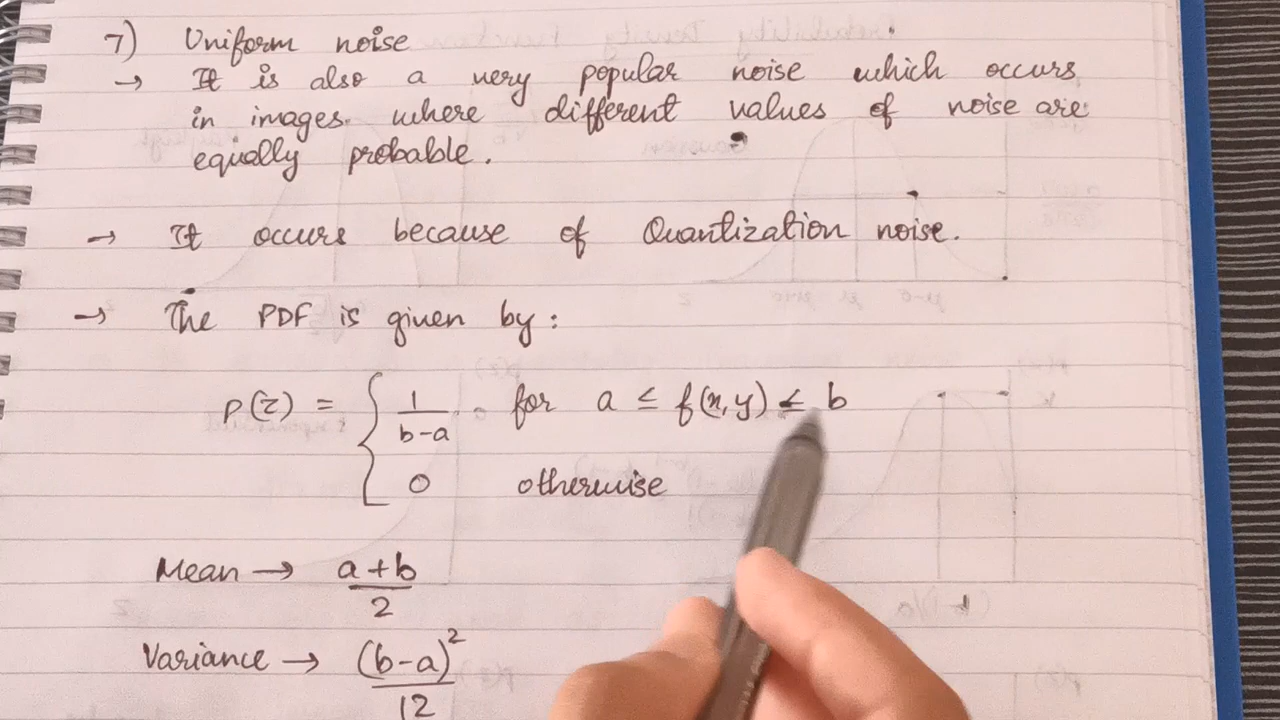 7) Uniform noise
→ It is also a very popular noise which occurs
in images where different values of noise are
equally probable.
→ It occurs because of Quantization noise.
→ The PDF is given by:
P(z) = { 1/(b-a) for a ≤ f(x,y) ≤ b
0 otherwise
Mean → (a+b)/2
Variance → (b-a)²/12